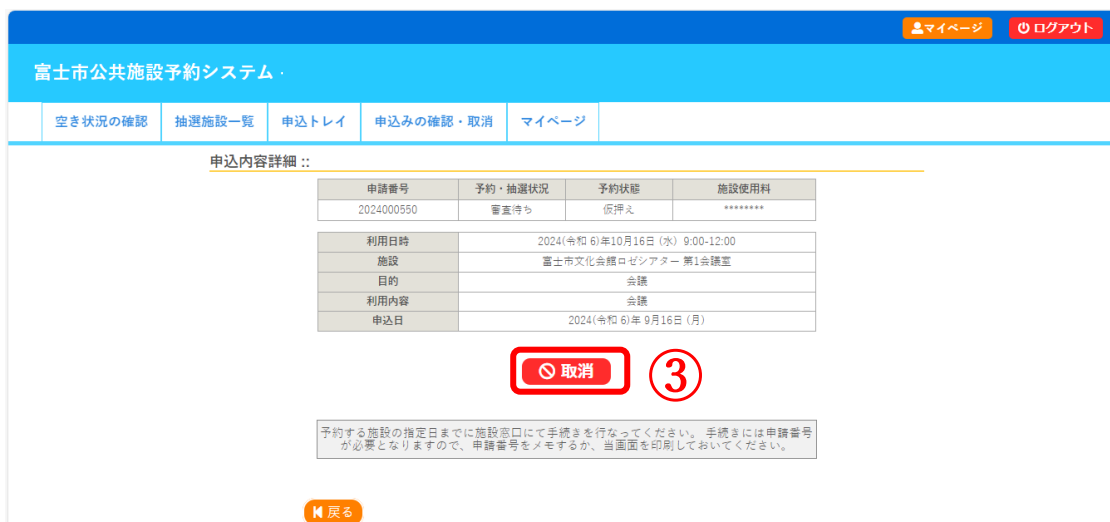 マイページ ログアウト
富士市公共施設予約システム .
空き状況の確認 抽選施設一覧 申込トレイ 申込みの確認・取消 マイページ
申込内容詳細 ::
申請番号 予約・抽選状況 予約状態 施設使用料
2024000550 審査待ち 仮押え ********
利用日時 2024(令和 6)年10月16日 (水) 9:00-12:00
施設 富士市文化会館ロゼシアター 第1会議室
目的 会議
利用内容 会議
申込日 2024(令和 6)年 9月16日 (月)
取消 ③
予約する施設の指定日までに施設窓口にて手続きを行なってください。 手続きには申請番号
が必要となりますので、申請番号をメモするか、当画面を印刷しておいてください。
戻る